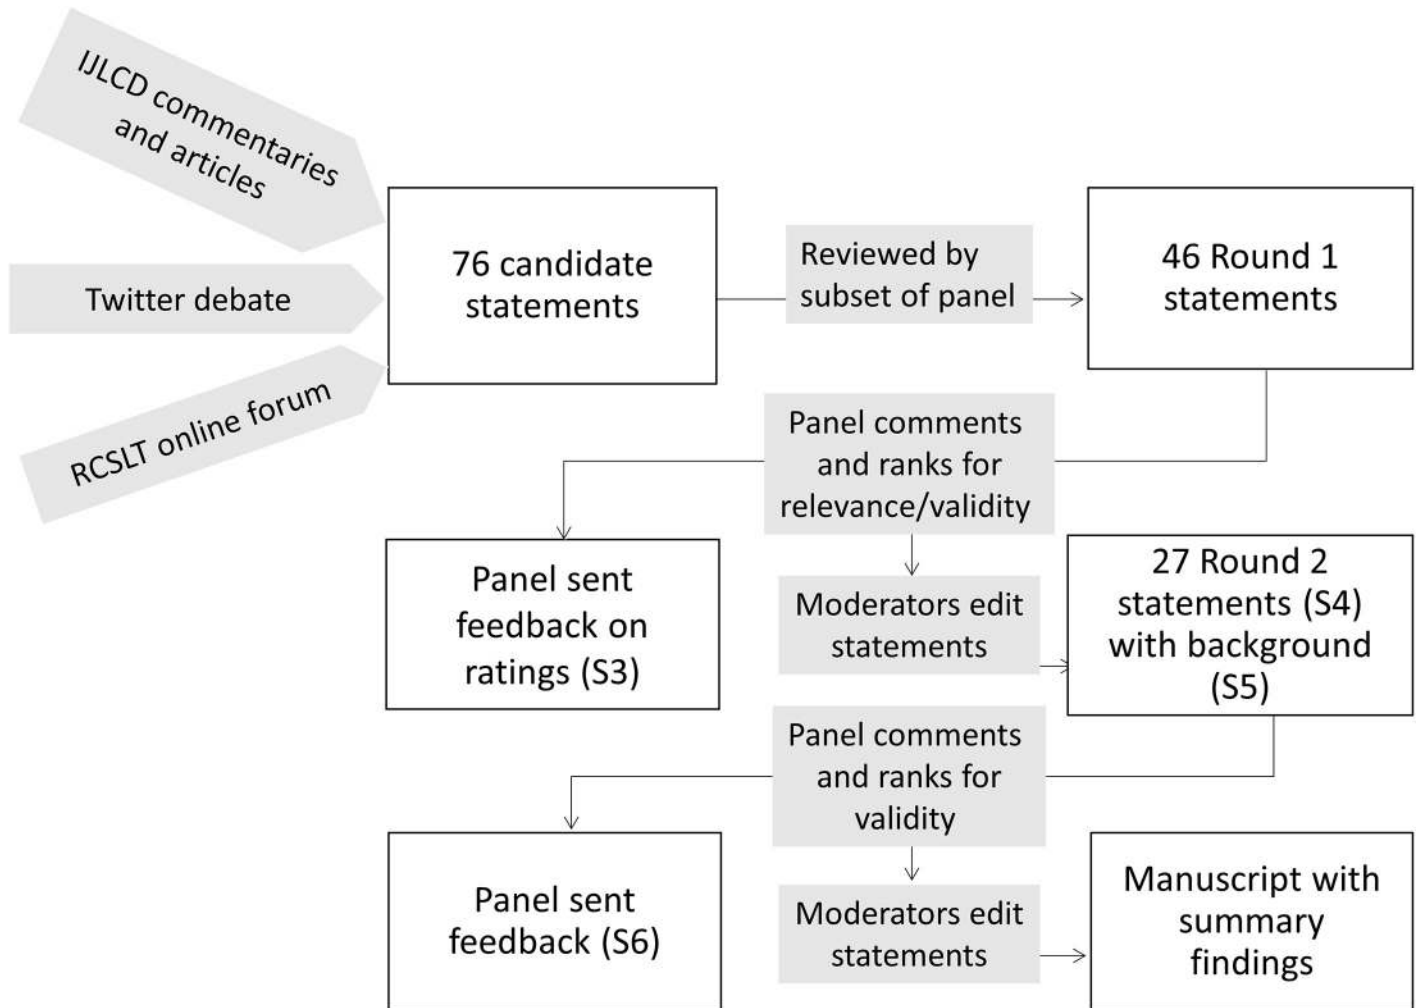 IJLCD commentaries
and articles
Twitter debate
RCSLT online forum
76 candidate
statements
Reviewed by
subset of panel
46 Round 1
statements
Panel comments
and ranks for
relevance/validity
Panel sent
feedback on
ratings (S3)
Moderators edit
statements
27 Round 2
statements (S4)
with background
(S5)
Panel comments
and ranks for
validity
Panel sent
feedback (S6)
Moderators edit
statements
Manuscript with
summary
findings